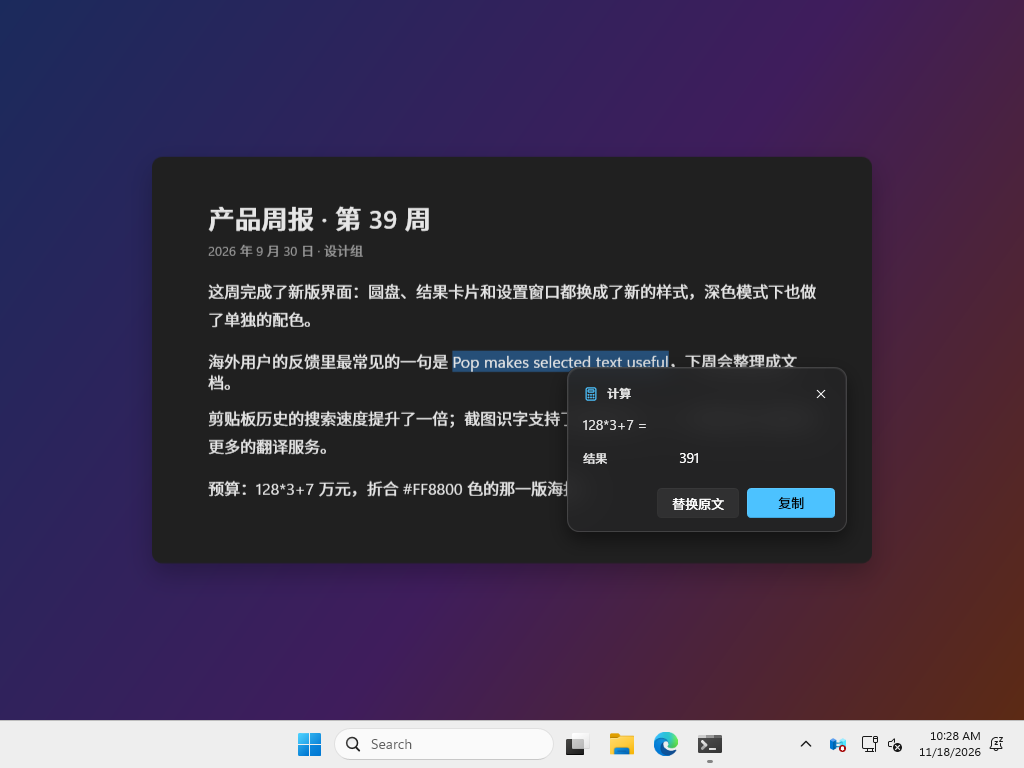 产品周报 · 第 39 周
2026 年 9 月 30 日 · 设计组
这周完成了新版界面：圆盘、结果卡片和设置窗口都换成了新的样式，深色模式下也做
了单独的配色。
海外用户的反馈里最常见的一句是 Pop makes selected text useful，下周会整理成文
档。
剪贴板历史的搜索速度提升了一倍；截图识字支持
更多的翻译服务。
预算：128*3+7 万元，折合 #FF8800 色的那一版海
计算
128*3+7 =
结果 391
替换原文 复制
Search
10:28 AM
11/18/2026